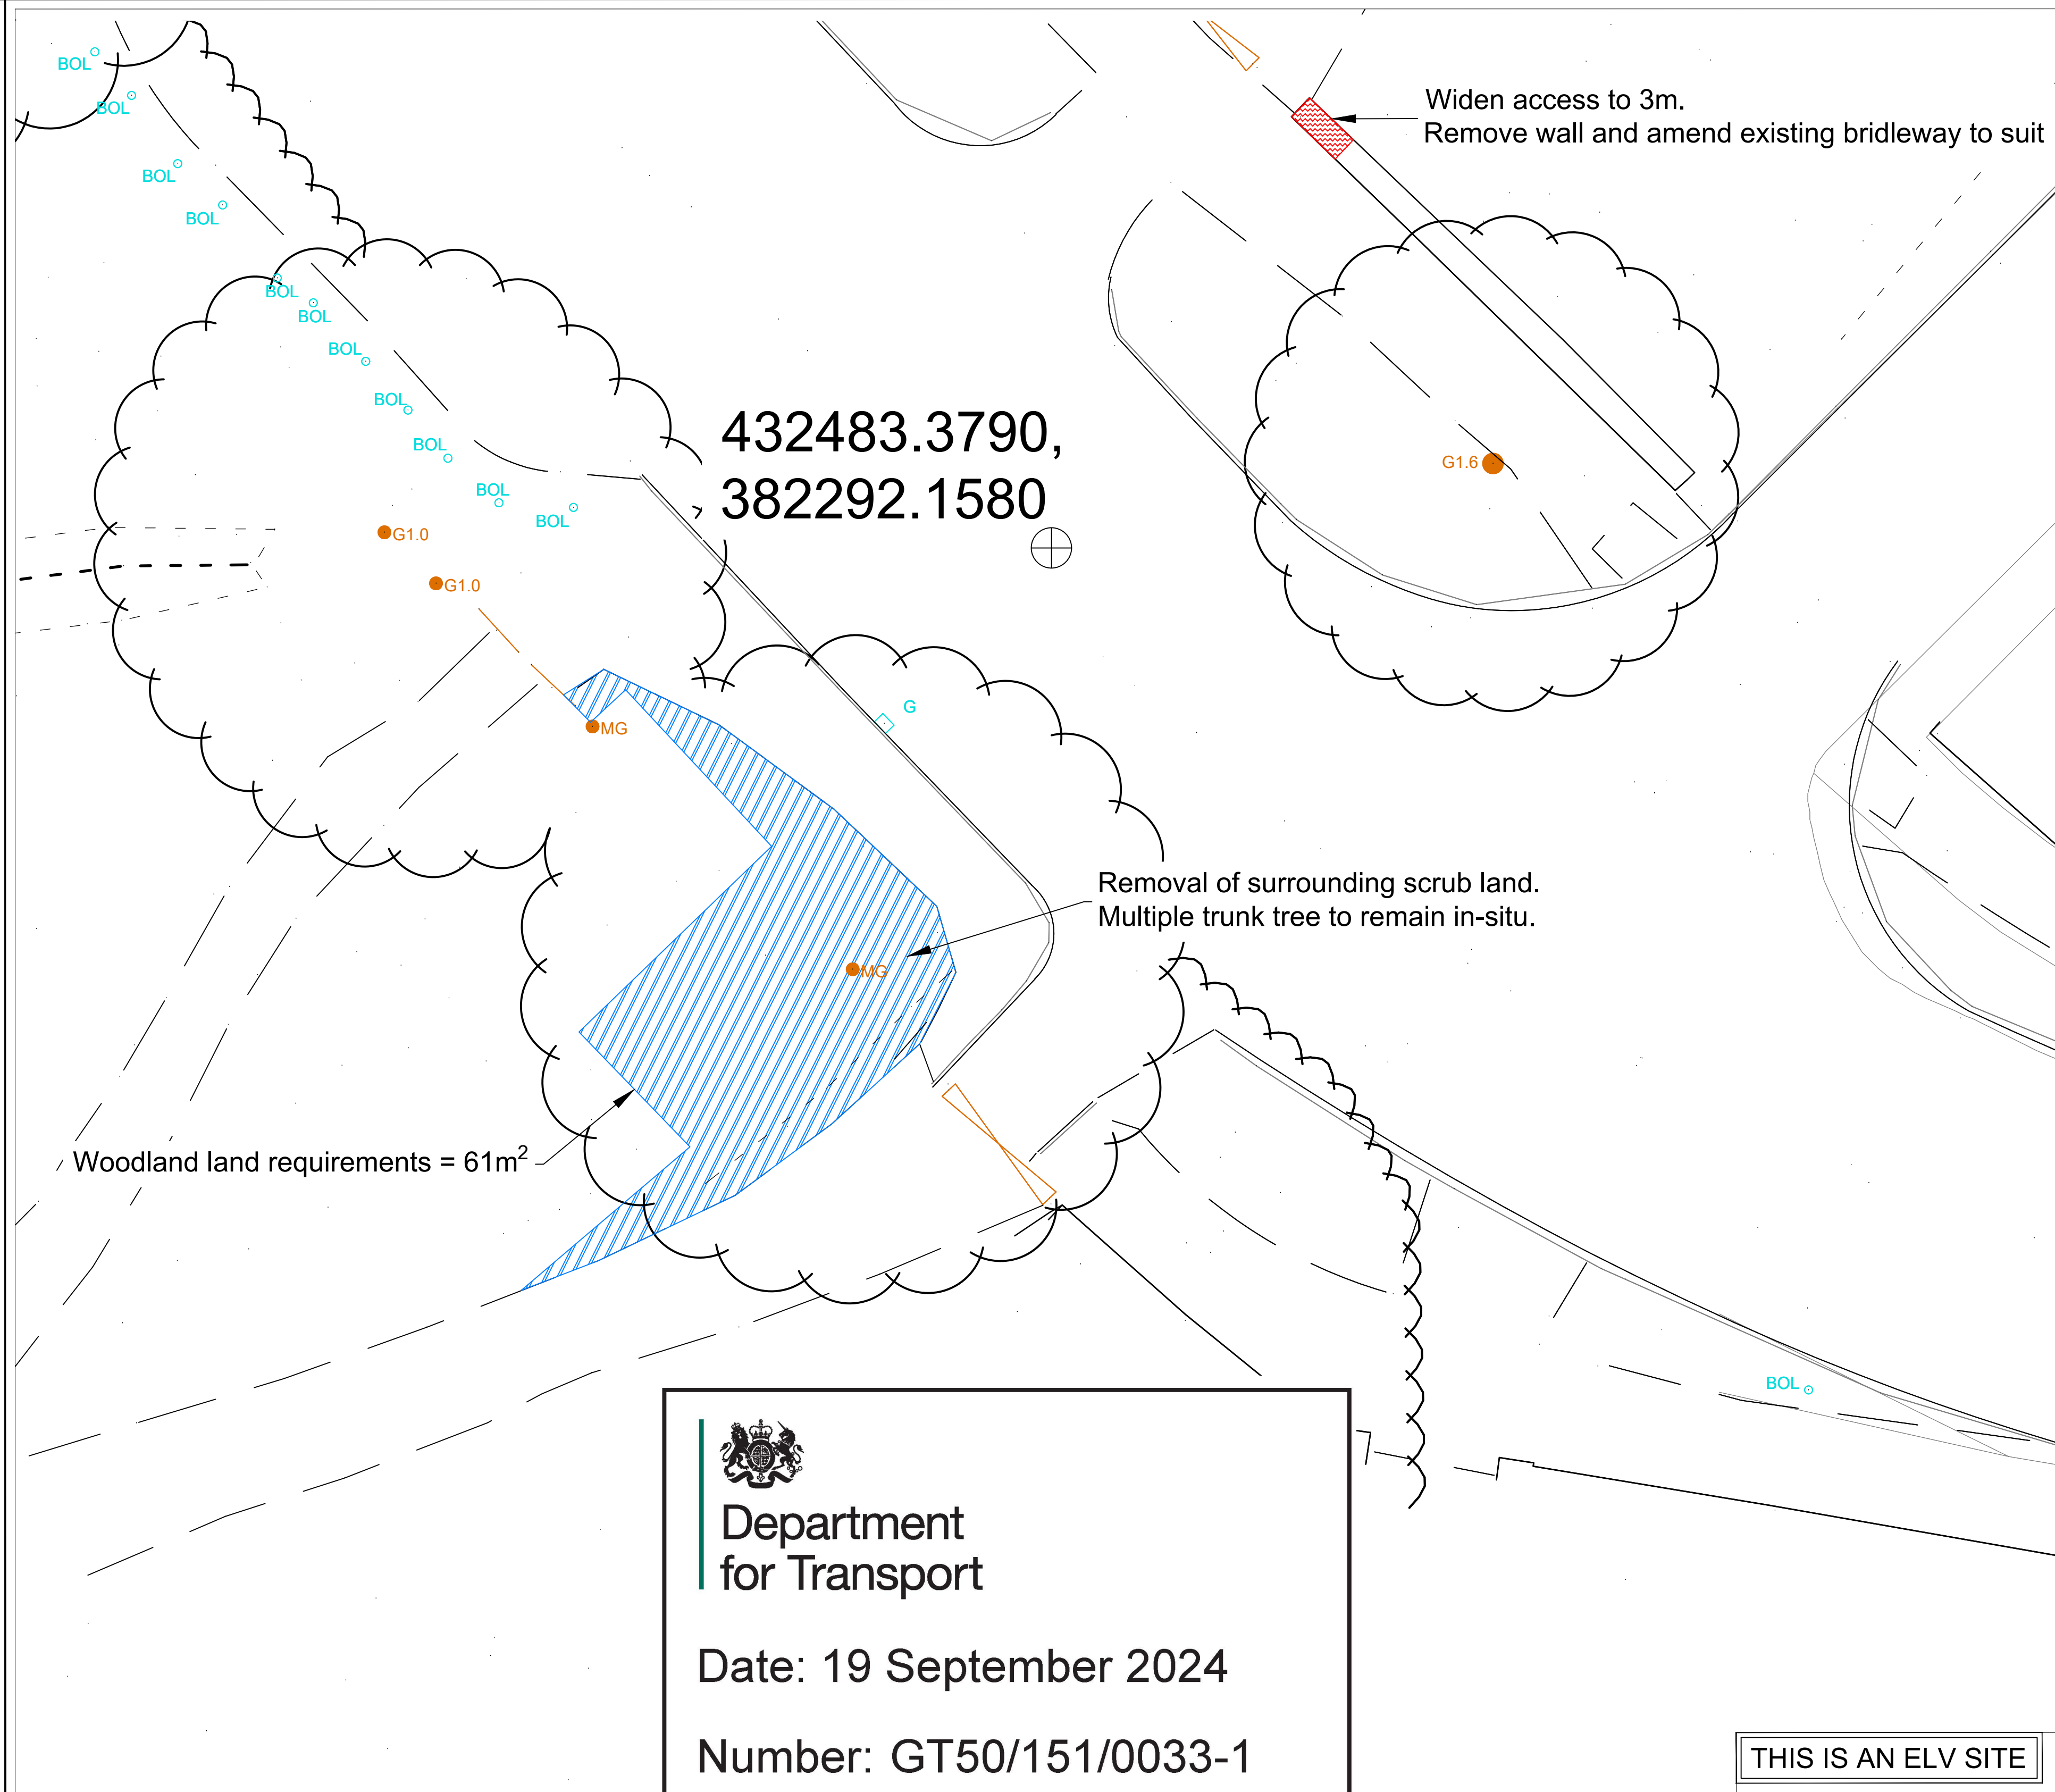 BOL
BOL
BOL
BOL
BOL
BOL
BOL
BOL
BOL
BOL
BOL
Widen access to 3m.
Remove wall and amend existing bridleway to suit
432483.3790,
382292.1580
G1.6
G1.0
G1.0
MG
G
Removal of surrounding scrub land.
Multiple trunk tree to remain in-situ.
MG
Woodland land requirements = 61m²
BOL
Department
for Transport
Date: 19 September 2024
Number: GT50/151/0033-1
THIS IS AN ELV SITE